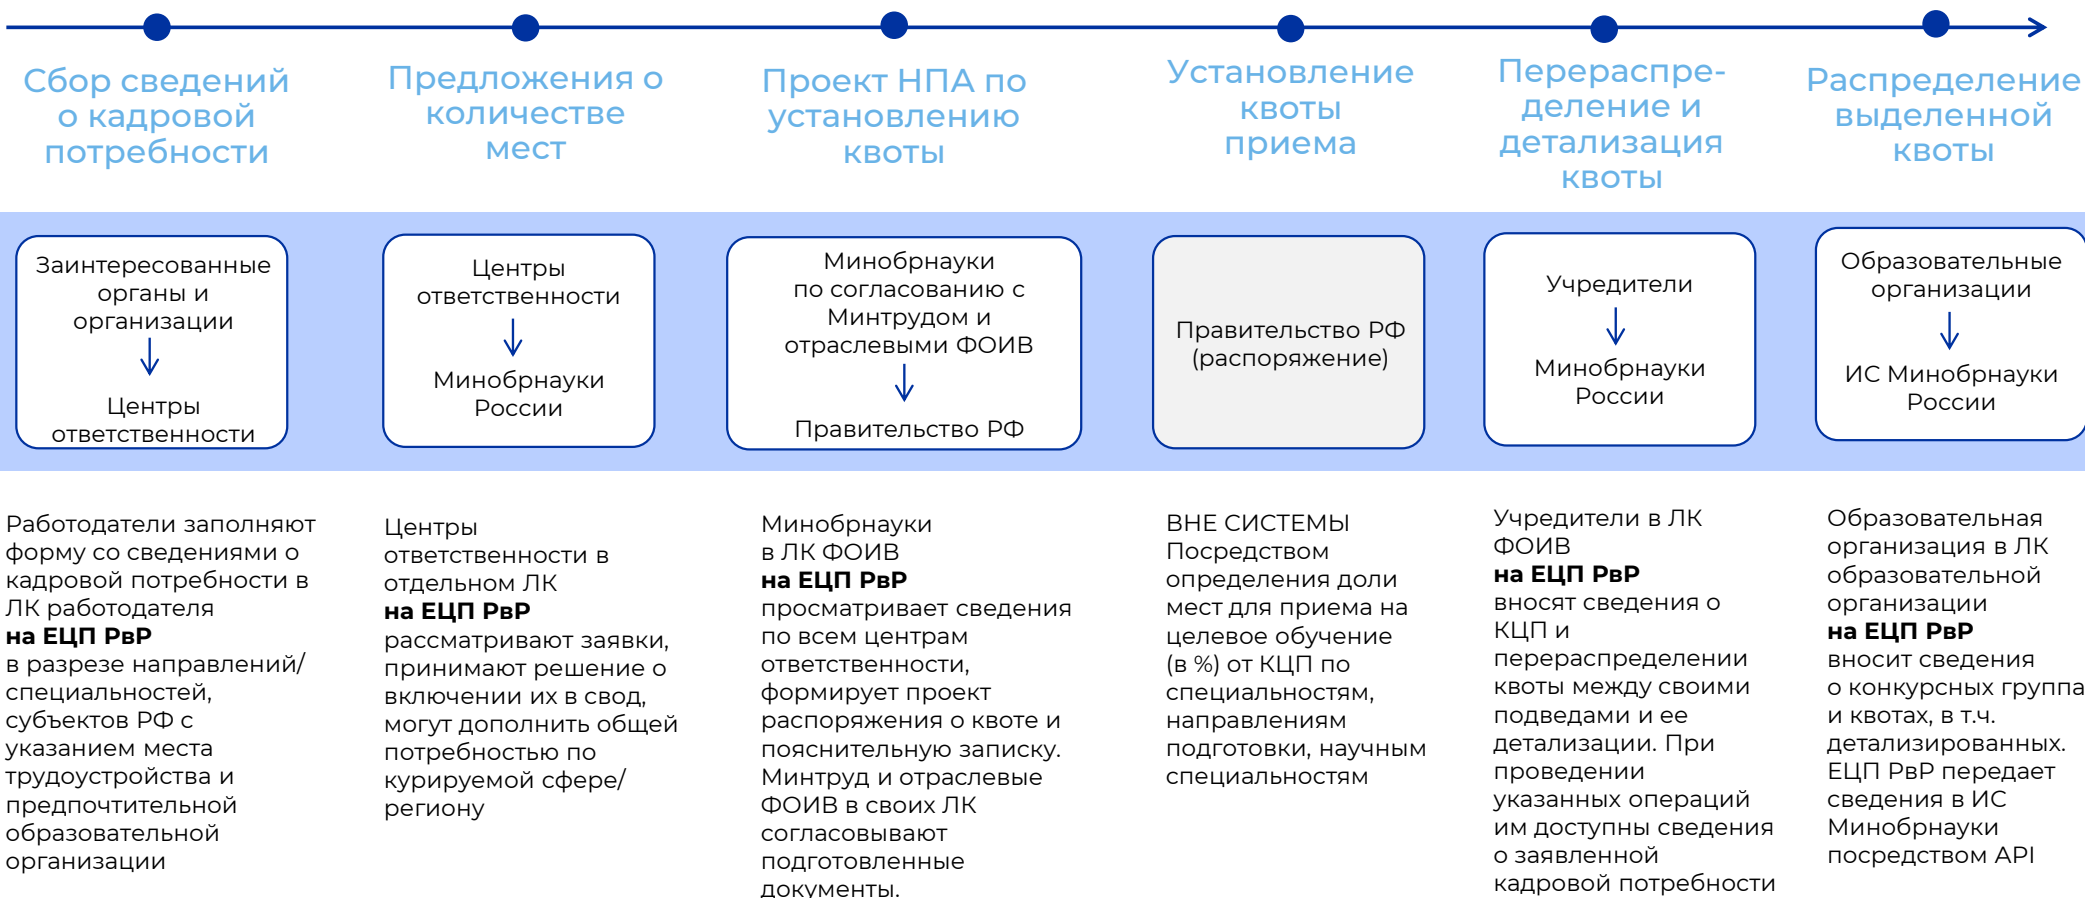 Сбор сведений
о кадровой
потребности
Предложения о
количестве
мест
Проект НПА по
установлению
квоты
Установление
квоты
приема
Перераспре-
деление и
детализация
квоты
Распределение
выделенной
квоты
Заинтересованные
органы и
организации
Центры
ответственности
Центры
ответственности
Минобрнауки
России
Минобрнауки
по согласованию с
Минтрудом и
отраслевыми ФОИВ
Правительство РФ
Правительство РФ
(распоряжение)
Учредители
Минобрнауки
России
Образовательные
организации
ИС Минобрнауки
России
Работодатели заполняют
форму со сведениями о
кадровой потребности в
ЛК работодателя
на ЕЦП РвР
в разрезе направлений/
специальностей,
субъектов РФ с
указанием места
трудоустройства и
предпочтительной
образовательной
организации
Центры
ответственности в
отдельном ЛК
на ЕЦП РвР
рассматривают заявки,
принимают решение о
включении их в свод,
могут дополнить общей
потребностью по
курируемой сфере/
региону
Минобрнауки
в ЛК ФОИВ
на ЕЦП РвР
просматривает сведения
по всем центрам
ответственности,
формирует проект
распоряжения о квоте и
пояснительную записку.
Минтруд и отраслевые
ФОИВ в своих ЛК
согласовывают
подготовленные
документы.
ВНЕ СИСТЕМЫ
Посредством
определения доли
мест для приема на
целевое обучение
(в %) от КЦП по
специальностям,
направлениям
подготовки, научным
специальностям
Учредители в ЛК
ФОИВ
на ЕЦП РвР
вносят сведения о
КЦП и
перераспределении
квоты между своими
подведами и ее
детализации. При
проведении
указанных операций
им доступны сведения
о заявленной
кадровой потребности
Образовательная
организация в ЛК
образовательной
организации
на ЕЦП РвР
вносит сведения
о конкурсных группа
и квотах, в т.ч.
детализированных.
ЕЦП РвР передает
сведения в ИС
Минобрнауки
посредством API